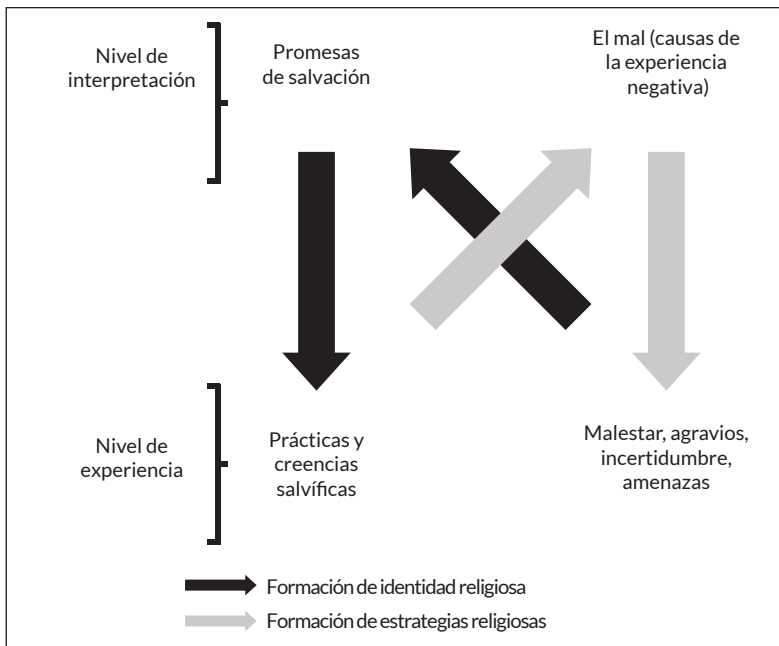 Nivel de
interpretación
Promesas
de salvación
El mal (causas de
la experiencia
negativa)
Nivel de
experiencia
Prácticas y
creencias
salvíficas
Malestar, agravios,
incertidumbre,
amenazas
Formación de identidad religiosa
Formación de estrategias religiosas